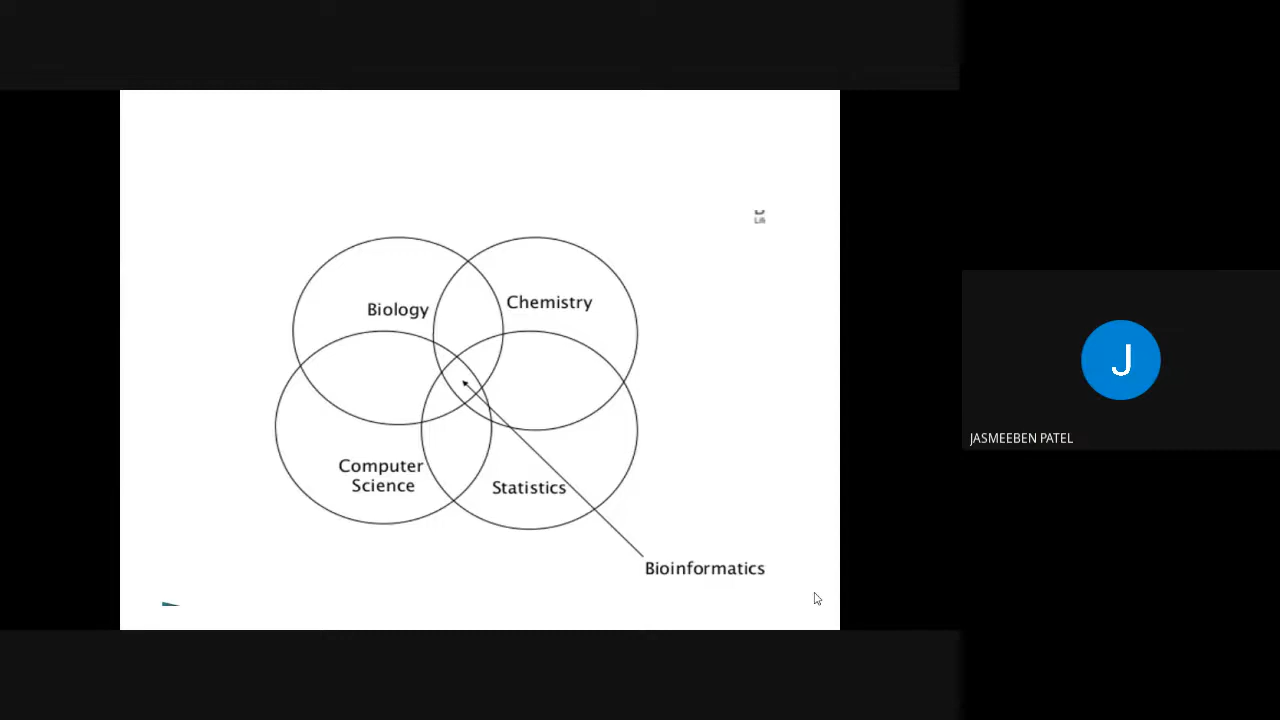 Biology
Chemistry
Computer
Science
Statistics
Bioinformatics
J
JASMEEBEN PATEL